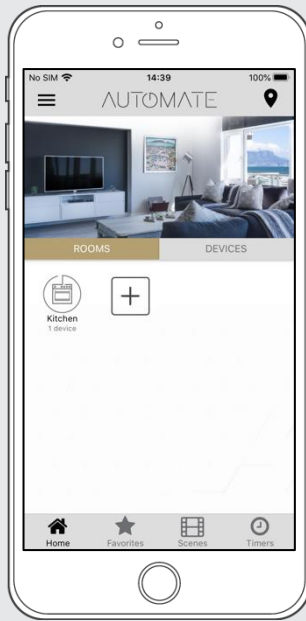 No SIM 14:39 100%
AUTOMATE
ROOMS DEVICES
Kitchen
1 device
Home Favorites Scenes Timers